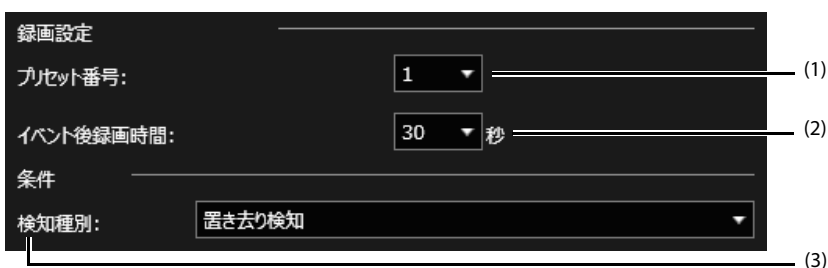 録画設定
プリセット番号: 1 (1)
イベント後録画時間: 30 秒 (2)
条件
検知種別: 置き去り検知
(3)